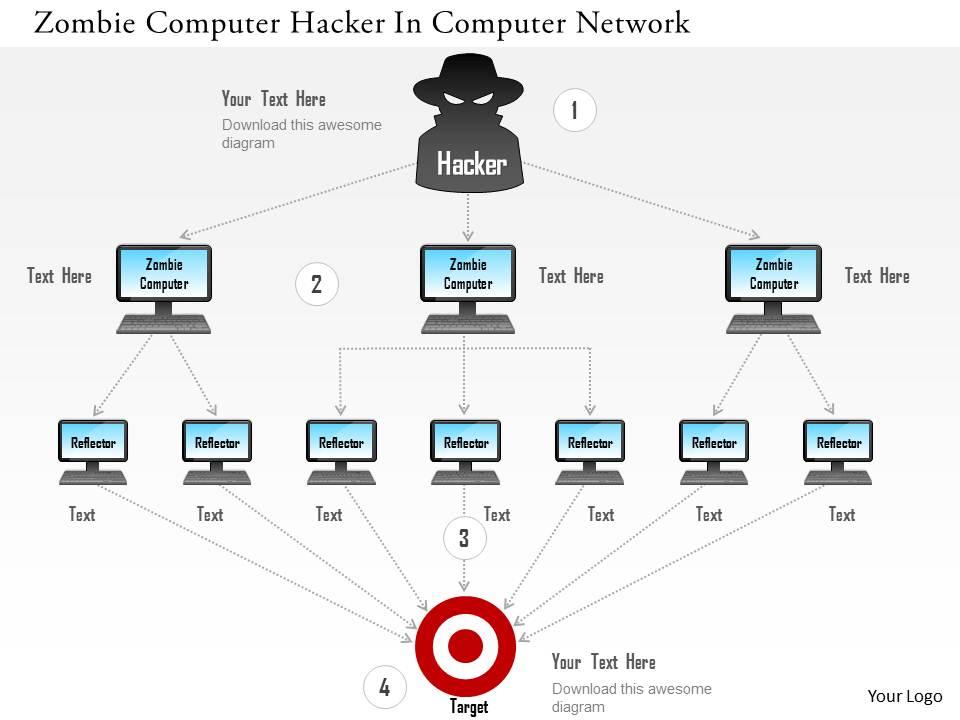 Zombie Computer Hacker In Computer Network
Your Text Here
Download this awesome
diagram
1
Hacker
Text Here
Zombie
Computer
2
Zombie
Computer
Text Here
Zombie
Computer
Text Here
Reflector
Reflector
Reflector
Reflector
Reflector
Reflector
Reflector
Text
Text
Text
Text
Text
Text
Text
3
4
Target
Your Text Here
Download this awesome
diagram
Your Logo